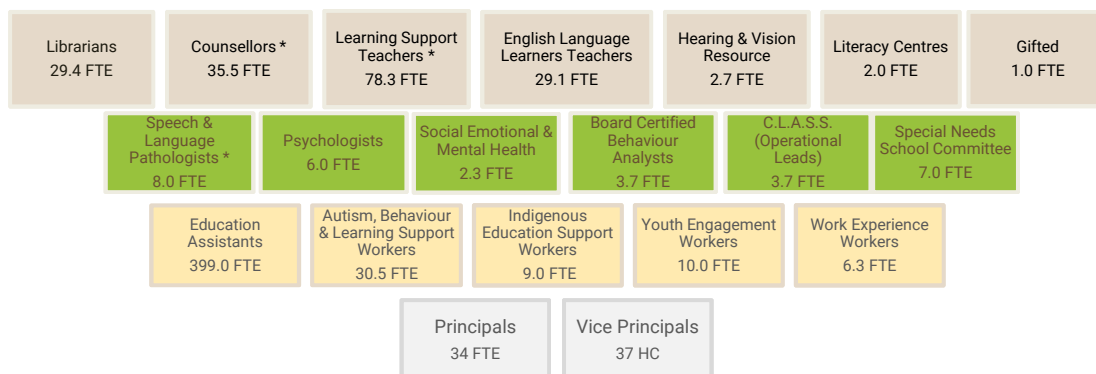 Librarians
29.4 FTE
Counsellors *
35.5 FTE
Learning Support
Teachers *
78.3 FTE
English Language
Learners Teachers
29.1 FTE
Hearing & Vision
Resource
2.7 FTE
Literacy Centres
2.0 FTE
Gifted
1.0 FTE
Speech &
Language
Pathologists *
8.0 FTE
Psychologists
6.0 FTE
Social Emotional &
Mental Health
2.3 FTE
Board Certified
Behaviour
Analysts
3.7 FTE
C.L.A.S.S.
(Operational
Leads)
3.7 FTE
Special Needs
School Committee
7.0 FTE
Education
Assistants
399.0 FTE
Autism, Behaviour
& Learning Support
Workers
30.5 FTE
Indigenous
Education Support
Workers
9.0 FTE
Youth Engagement
Workers
10.0 FTE
Work Experience
Workers
6.3 FTE
Principals
34 FTE
Vice Principals
37 HC